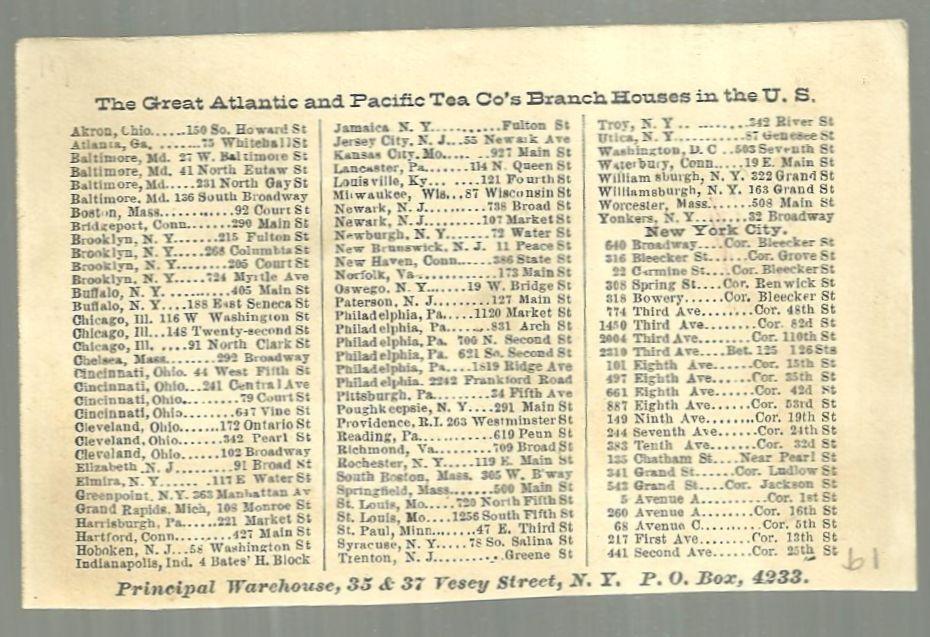 The Great Atlantic and Pacific Tea Co's Branch Houses in the U. S.
Akron, Ohio.....150 So. Howard St
Atlanta, Ga. .......75 Whitehall St
Baltimore, Md. 27 W. Baltimore St
Baltimore, Md. 41 North Eutaw St
Baltimore, Md.....231 North Gay St
Baltimore. Md. 136 South Broadway
Boston, Mass...........92 Court St
Bridgeport, Conn.......290 Main St
Brooklyn, N. Y......215 Fulton St
Brooklyn, N. Y.....268 Columbia St
Brooklyn, N. Y........205 Court St
Brooklyn, N. Y.....724 Myrtle Ave
Buffalo, N. Y. .........405 Main St
Buffalo, N. Y....188 East Seneca St
Chicago, Ill. 116 W Washington St
Chicago, Ill...148 Twenty-second St
Chicago, Ill. ....91 North Clark St
Chelsea, Mass.......292 Broadway
Cincinnati, Ohio. 44 West Fifth St
Cincinnati, Ohio...241 Central Ave
Cincinnati, Ohio........79 Court St
Cincinnati, Ohio.......647 Vine St
Cleveland, Ohio......172 Ontario St
Cleveland, Ohio......342 Pearl St
Cleveland, Ohio......102 Broadway
Elizabeth .N. J.........91 Broad St
Elmira, N. Y ......117 E Water St
Greenpoint. N.Y. 363 Manhattan Av
Grand Rapids. Mich, 108 Monroe St
Harrisburgh, Pa.....221 Market St
Hartford, Conn........427 Main St
Hoboken, N. J...58 Washington St
Indianapolis, Ind. 4 Bates' H. Block
Jamaica N. Y..........Fulton St
Jersey City. N. J...55 Newark Ave
Kansas City. Mo.....927 Main St
Lancaster, Pa......114 N. Queen St
Louisville, Ky ... ....121 Fourth St
Milwaukee, Wis...87 Wisconsin St
Newark, N. J........738 Broad St
Newark, N. J........107 Market St
Newburgh, N. Y......72 Water St
New Brunswick. N. J. 11 Peace St
New Haven, Conn.....386 State St
Norfolk, Va...........173 Main St
Oswego. N. Y.....19 W. Bridge St
Paterson, N. J........127 Main St
Philadelphia, Pa....1120 Market St
Philadelphia, Pa......831 Arch St
Philadelphia, Pa. 700 N. Second St
Philadelphia, Pa. 621 So. Second St
Philadelphia, Pa....1819 Ridge Ave
Philadelphia. 2242 Frankford Road
Pittsburg, Pa.........34 Fifth Ave
Poughkeepsie, N. Y....291 Main St
Providence, R.I. 263 Westminster St
Reading, Pa..........610 Penn St
Richmond, Va........709 Broad St
Rochester, N. Y....119 E. Main St
South Boston, Mass. 305 W. B'way
Springfield, Mass.......500 Main St
St. Louis, Mo.....720 North Fifth St
St. Louis, Mo....1256 South Fifth St
St. Paul, Minn......47 E. Third St
Syracuse, N. Y.....78 So. Salina St
Trenton, N. J..........Greene St
Troy, N. Y .. .......342 River St
Utica, N. Y..........87 Genesee St
Washington, D. C ..503 Seventh St
Waterbury, Conn....19 E. Main St
Williamsburgh, N. Y. 322 Grand St
Williamsburgh, N. Y. 163 Grand St
Worcester, Mass......508 Main St
Yonkers, N. Y........32 Broadway
New York City.
640 Broadway....Cor. Bleecker St
316 Bleecker St......Cor. Grove St
22 Carmine St....Cor. Bleecker St
308 Spring St....Cor. Renwick St
318 Bowery......Cor. Bleecker St
774 Third Ave.......Cor. 48th St
1450 Third Ave.......Cor. 82d St
2004 Third Ave......Cor. 110th St
2310 Third Ave....Bet. 125 126 Sts
101 Eighth Ave......Cor. 15th St
497 Eighth Ave......Cor. 35th St
661 Eighth Ave......Cor. 42d St
887 Eighth Ave......Cor. 53rd St
149 Ninth Ave........Cor. 19th St
244 Seventh Ave.....Cor. 24th St
383 Tenth Ave.......Cor. 32d St
135 Chatham St....Near Pearl St
341 Grand St.....Cor. Ludlow St
543 Grand St....Cor. Jackson St
5 Avenue A..........Cor. 1st St
260 Avenue A........Cor. 16th St
68 Avenue C........Cor. 5th St
217 First Ave.......Cor. 13th St
441 Second Ave......Cor. 25th St
Principal Warehouse, 35 & 37 Vesey Street, N. Y. P. O. Box, 4233.